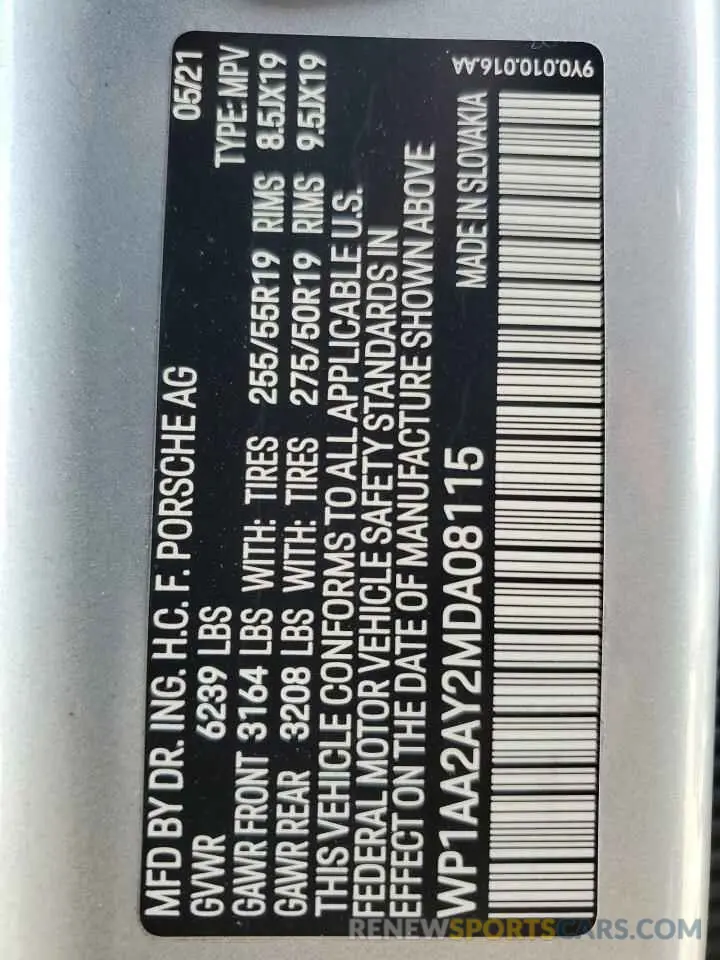 MFD BY DR. ING. H.C. F. PORSCHE AG 05/21
GVWR 6239 LBS TYPE: MPV
GAWR FRONT 3164 LBS WITH: TIRES 255/55R19 RIMS 8.5JX19
GAWR REAR 3208 LBS WITH: TIRES 275/50R19 RIMS 9.5JX19
THIS VEHICLE CONFORMS TO ALL APPLICABLE U.S.
FEDERAL MOTOR VEHICLE SAFETY STANDARDS IN
EFFECT ON THE DATE OF MANUFACTURE SHOWN ABOVE
WP1AA2AY2MDA08115 MADE IN SLOVAKIA
9Y0.010.016.AA
RENEWSPORTSCARS.COM